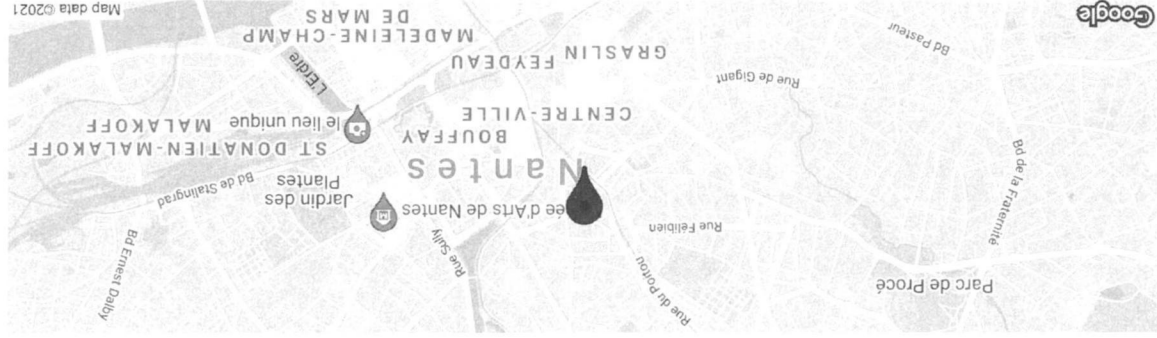 Parc de Procé
Rue du Portou
Rue Sully
Bd Ernest Dalby
Bd de la Fraternité
Rue Félibien
ée d'Arts de Nantes
Jardin des
Plantes
Bd de Stalingrad
Nantes
BOUFFAY
CENTRE-VILLE
ST DONATIEN-MALAKOFF
MALAKOFF
le lieu unique
Rue de Gigant
L'Erdre
GRASLIN
FEYDEAU
MADELEINE-CHAMP
DE MARS
Bd Pasteur
Google
Map data ©2021